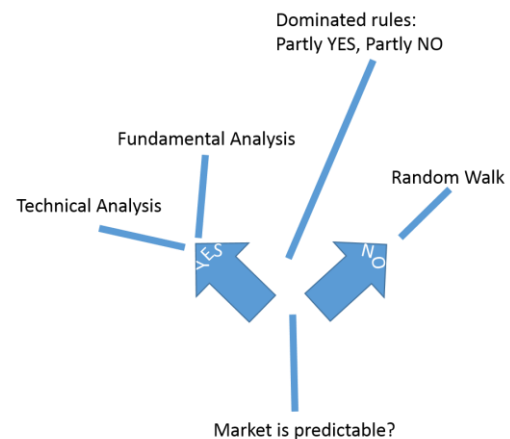 Dominated rules:
Partly YES, Partly NO
Fundamental Analysis
Random Walk
Technical Analysis
YES
NO
Market is predictable?